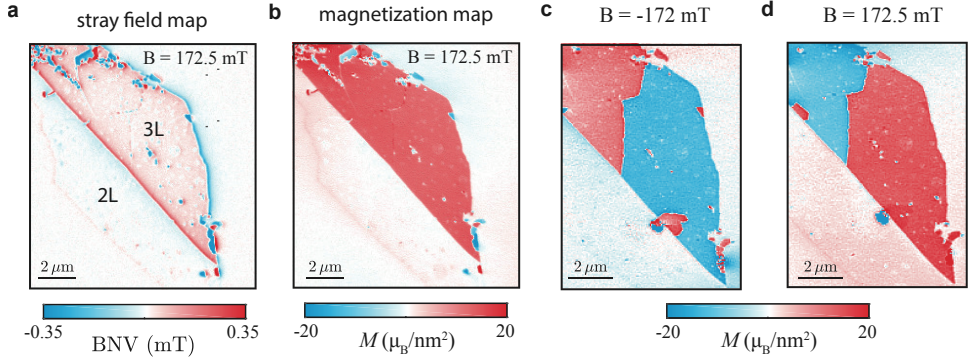 a
stray field map
B = 172.5 mT
3L
2L
2 μm
-0.35
0.35
BNV (mT)
b
magnetization map
B = 172.5 mT
2 μm
-20
20
M (μB/nm²)
c
B = -172 mT
2 μm
d
B = 172.5 mT
2 μm
-20
20
M (μB/nm²)